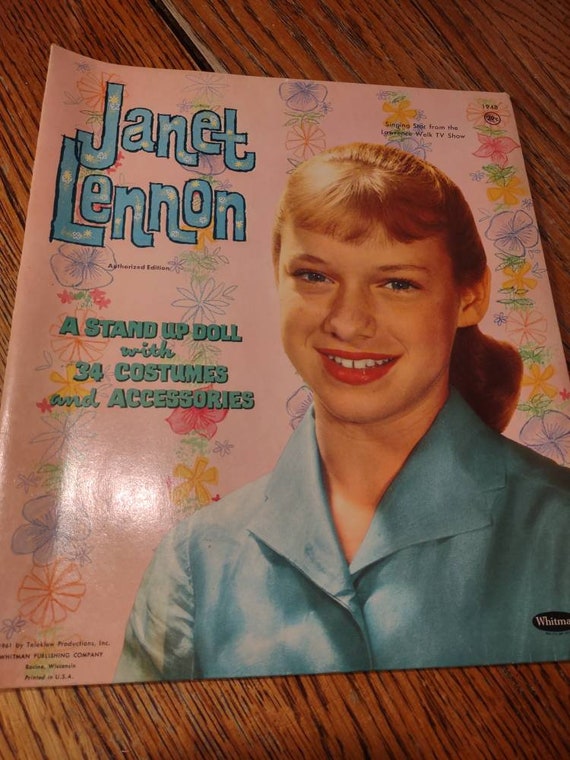 1948
Singing Star from the
Lawrence Welk TV Show
Janet
Lennon
Authorized Edition
A STAND UP DOLL
with
34 COSTUMES
and ACCESSORIES
1961 by Teleklew Productions, Inc.
WHITMAN PUBLISHING COMPANY
Racine, Wisconsin
Printed in U.S.A.
Whitman